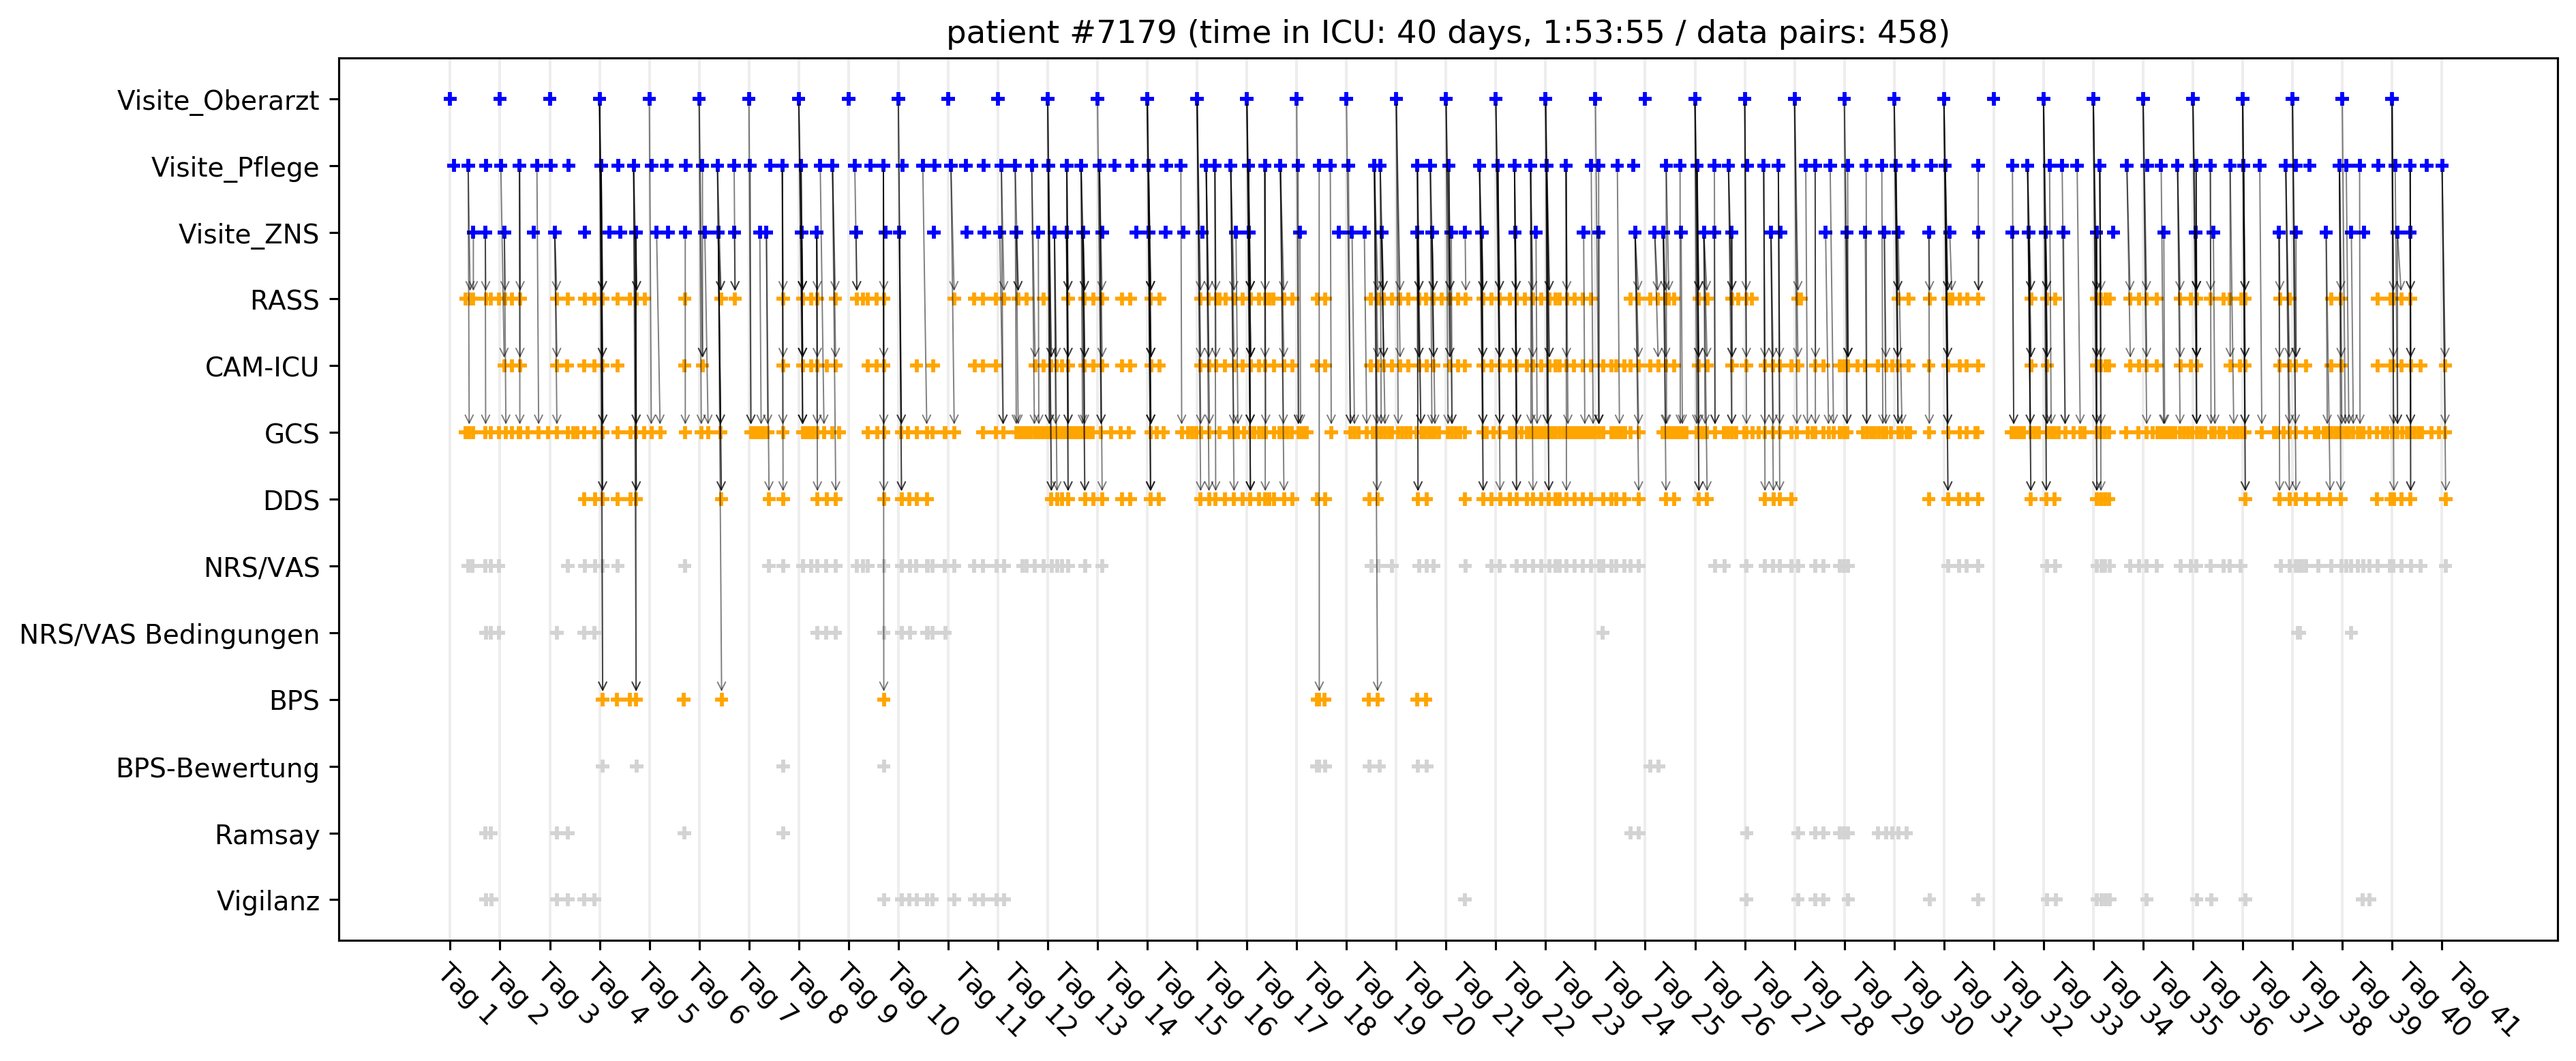 patient #7179 (time in ICU: 40 days, 1:53:55 / data pairs: 458)
Visite_Oberarzt
Visite_Pflege
Visite_ZNS
RASS
CAM-ICU
GCS
DDS
NRS/VAS
NRS/VAS Bedingungen
BPS
BPS-Bewertung
Ramsay
Vigilanz
Tag 1
Tag 2
Tag 3
Tag 4
Tag 5
Tag 6
Tag 7
Tag 8
Tag 9
Tag 10
Tag 11
Tag 12
Tag 13
Tag 14
Tag 15
Tag 16
Tag 17
Tag 18
Tag 19
Tag 20
Tag 21
Tag 22
Tag 23
Tag 24
Tag 25
Tag 26
Tag 27
Tag 28
Tag 29
Tag 30
Tag 31
Tag 32
Tag 33
Tag 34
Tag 35
Tag 36
Tag 37
Tag 38
Tag 39
Tag 40
Tag 41